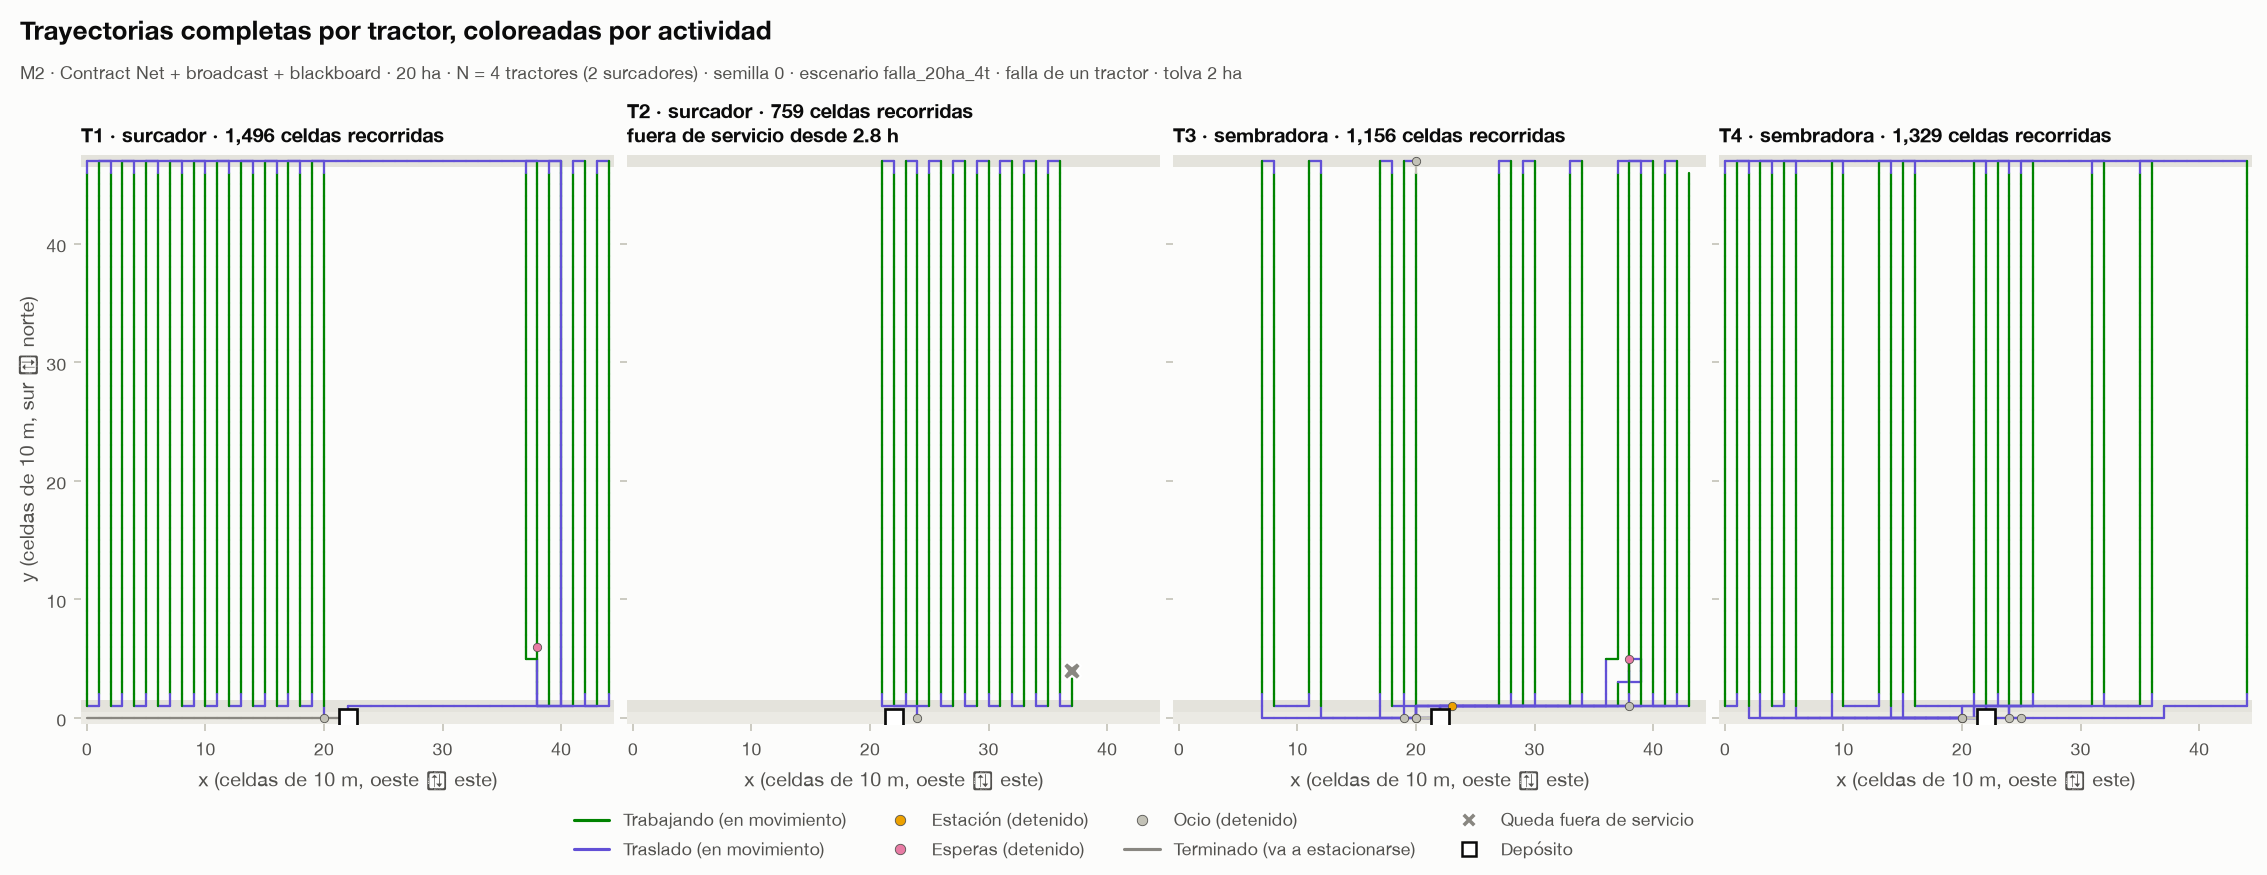 Trayectorias completas por tractor, coloreadas por actividad
M2 · Contract Net + broadcast + blackboard · 20 ha · N = 4 tractores (2 surcadores) · semilla 0 · escenario falla_20ha_4t · falla de un tractor · tolva 2 ha
T1 · surcador · 1,496 celdas recorridas
T2 · surcador · 759 celdas recorridas
fuera de servicio desde 2.8 h
T3 · sembradora · 1,156 celdas recorridas
T4 · sembradora · 1,329 celdas recorridas
y (celdas de 10 m, sur norte)
40
30
20
10
0
0 10 20 30 40
0 10 20 30 40
0 10 20 30 40
0 10 20 30 40
x (celdas de 10 m, oeste este)
x (celdas de 10 m, oeste este)
x (celdas de 10 m, oeste este)
x (celdas de 10 m, oeste este)
Trabajando (en movimiento)
Traslado (en movimiento)
Estación (detenido)
Esperas (detenido)
Ocio (detenido)
Terminado (va a estacionarse)
Queda fuera de servicio
Depósito